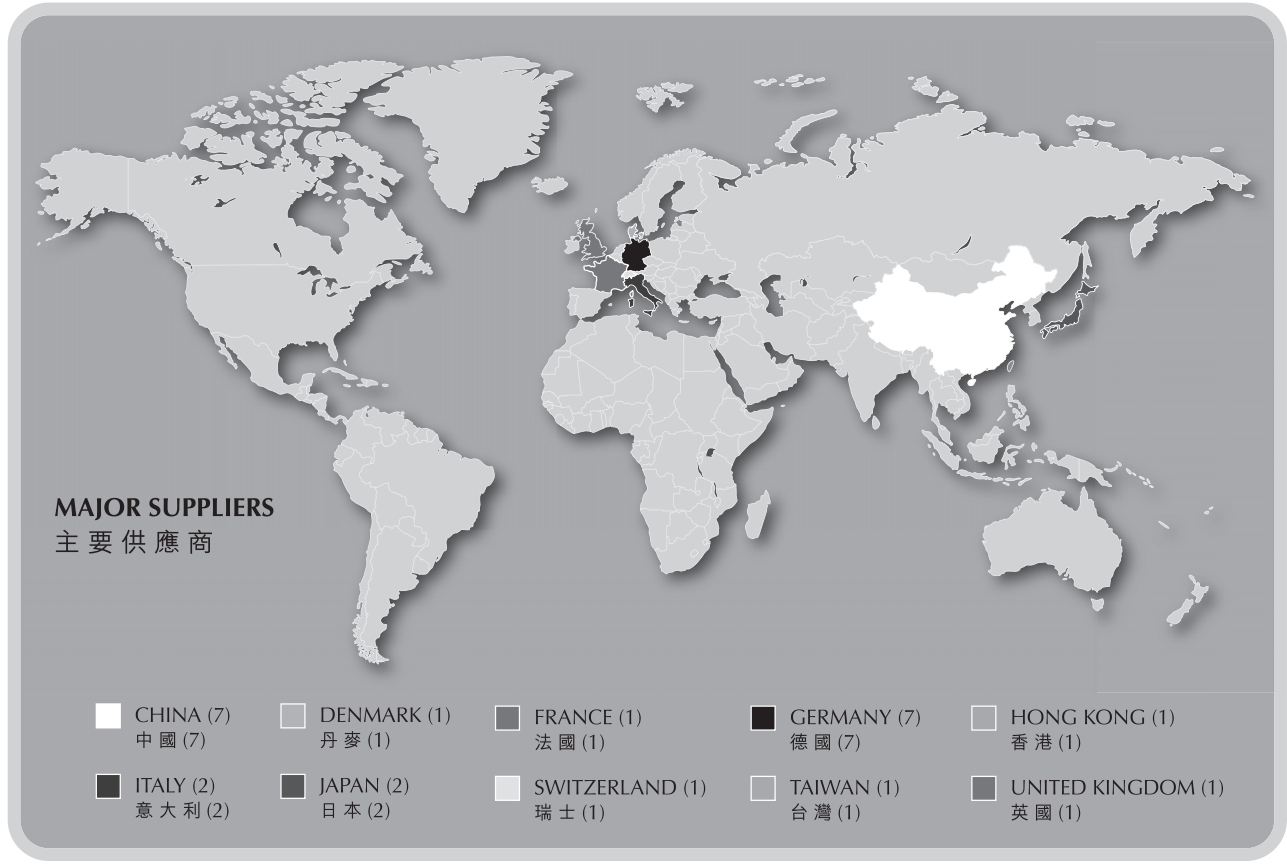 MAJOR SUPPLIERS
主要供應商
CHINA (7)
中國 (7)
DENMARK (1)
丹麥 (1)
FRANCE (1)
法國 (1)
GERMANY (7)
德國 (7)
HONG KONG (1)
香港 (1)
ITALY (2)
意大利 (2)
JAPAN (2)
日本 (2)
SWITZERLAND (1)
瑞士 (1)
TAIWAN (1)
台灣 (1)
UNITED KINGDOM (1)
英國 (1)